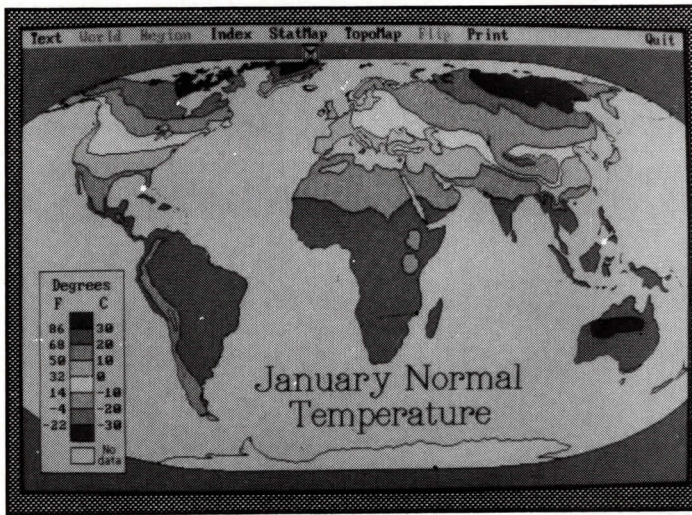 Text World Region Index StatMap TopoMap Flip Print Quit
Degrees
F C
86 30
68 20
50 10
32 0
14 -10
-4 -20
-22 -30
No
data
January Normal
Temperature